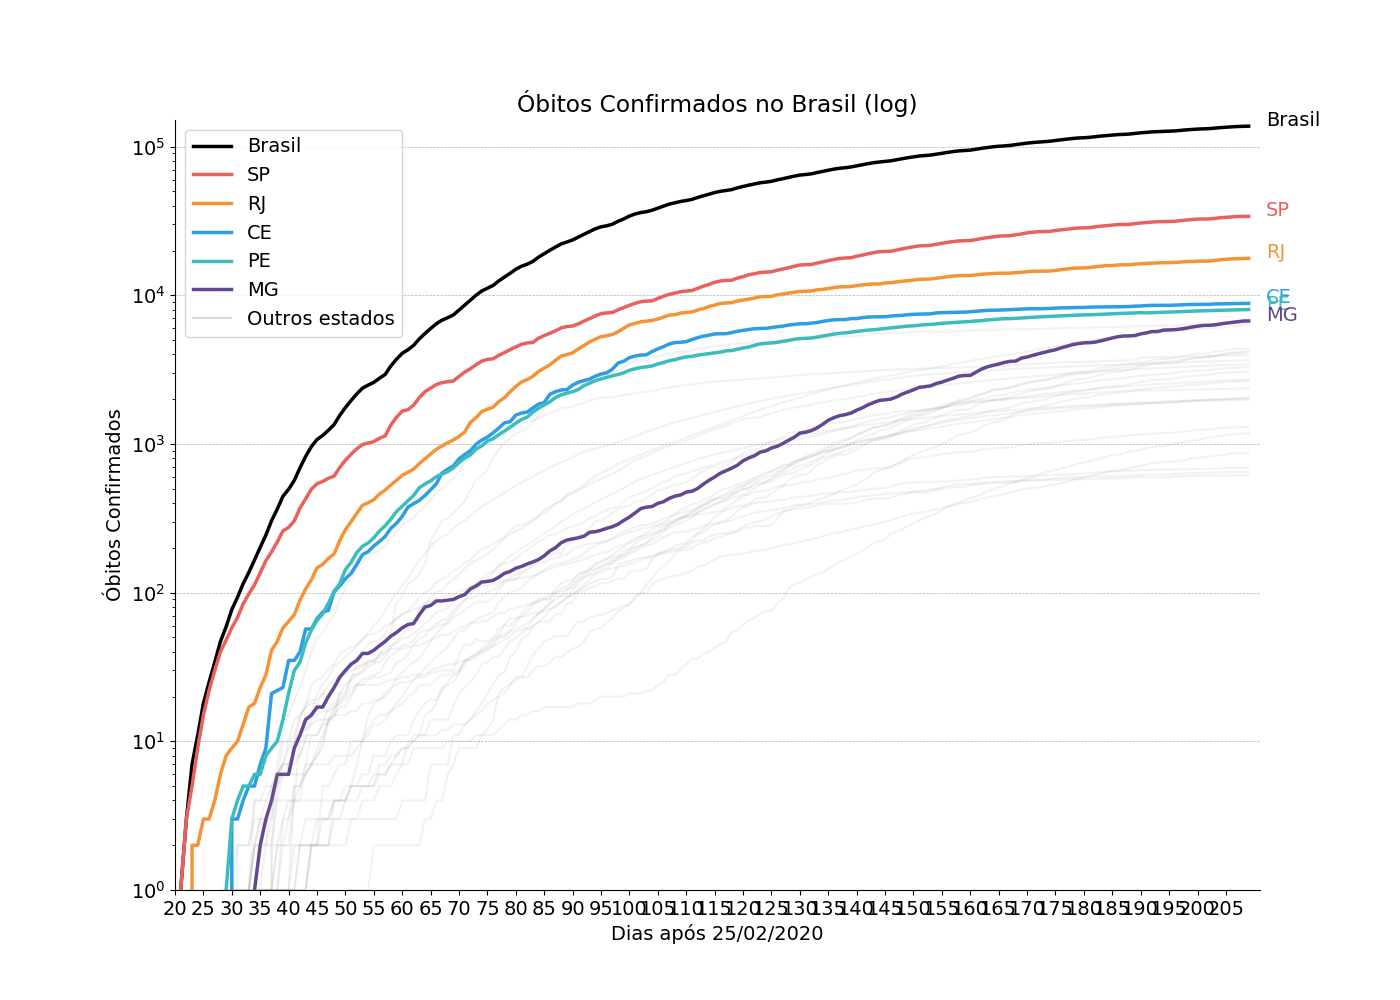 Óbitos Confirmados no Brasil (log)
Brasil
SP
RJ
CE
PE
MG
Outros estados
Brasil
SP
RJ
CE
PE
MG
10^5
10^4
10^3
10^2
10^1
10^0
Óbitos Confirmados
20 25 30 35 40 45 50 55 60 65 70 75 80 85 90 95 100 105 110 115 120 125 130 135 140 145 150 155 160 165 170 175 180 185 190 195 200 205
Dias após 25/02/2020